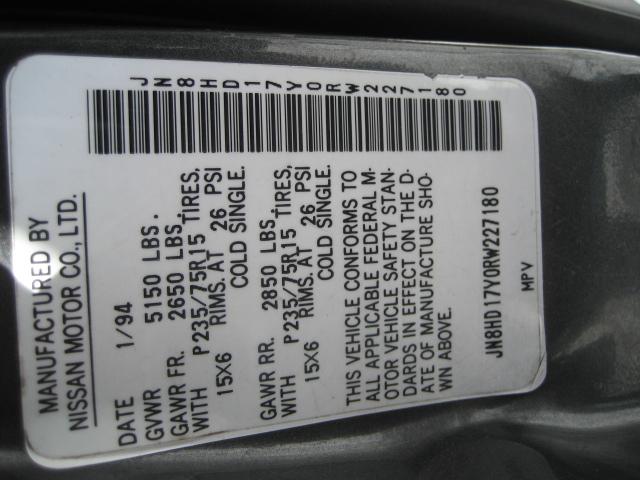 MANUFACTURED BY
NISSAN MOTOR CO., LTD.
DATE 1/94
GVWR 5150 LBS.
GAWR FR. 2650 LBS.
WITH P235/75R15 TIRES,
15X6 RIMS. AT 26 PSI
COLD SINGLE.
GAWR RR. 2850 LBS.
WITH P235/75R15 TIRES,
15X6 RIMS. AT 26 PSI
COLD SINGLE.
THIS VEHICLE CONFORMS TO
ALL APPLICABLE FEDERAL M-
OTOR VEHICLE SAFETY STAN-
DARDS IN EFFECT ON THE D-
ATE OF MANUFACTURE SHO-
WN ABOVE.
JN8HD17Y0RW227180
MPV
JN8HD17Y0RW227180